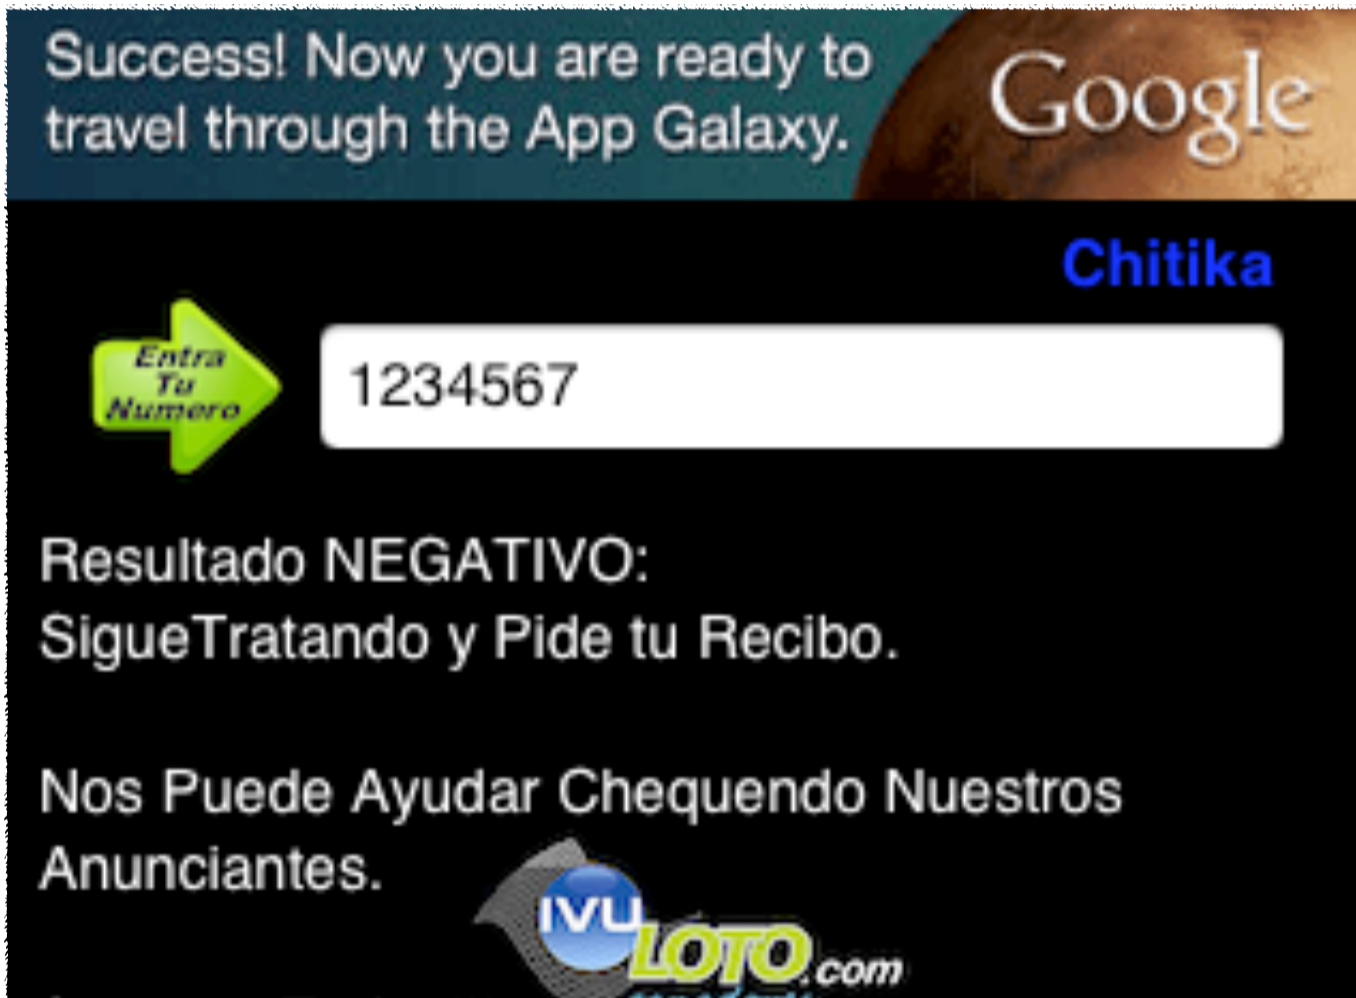 Success! Now you are ready to
travel through the App Galaxy.
Google
Chitika
Entra
Tu
Numero
1234567
Resultado NEGATIVO:
SigueTratando y Pide tu Recibo.
Nos Puede Ayudar Chequendo Nuestros
Anunciantes.
IVU
LOTO.com